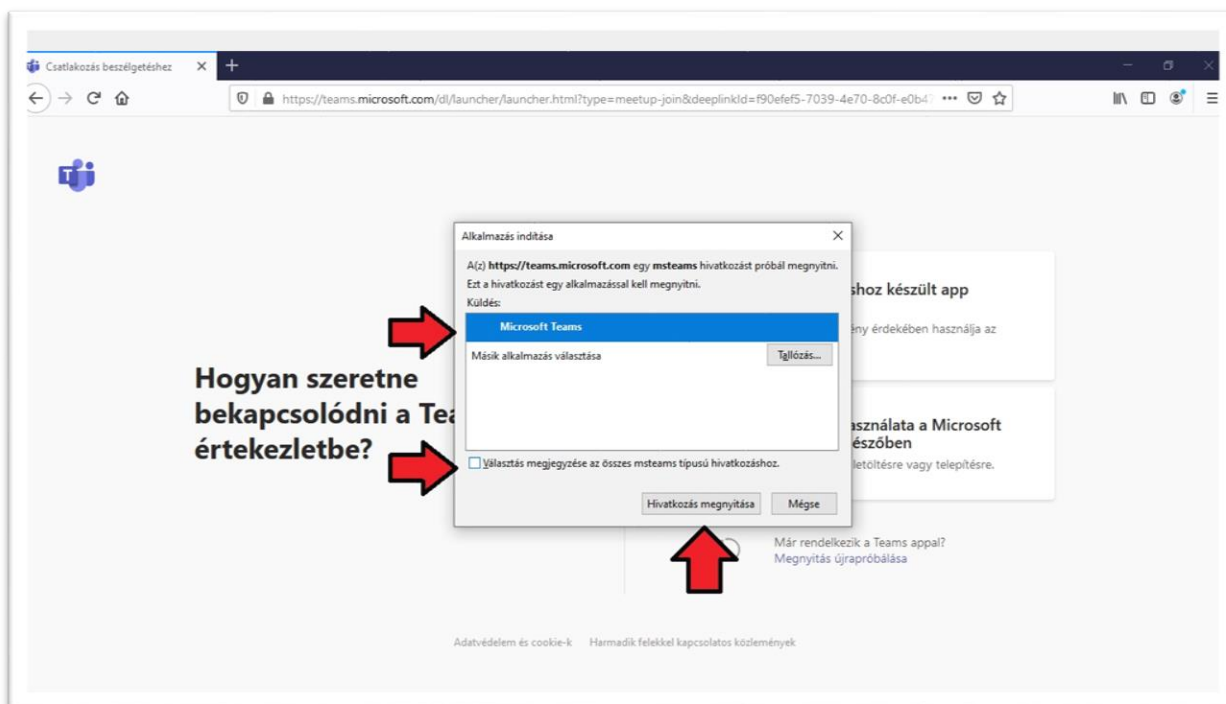 Csatlakozás beszélgetéshez
https://teams.microsoft.com/dl/launcher/launcher.html?type=meetup-join&deeplinkId=f90efef5-7039-4e70-8c0f-e0b4
T
Alkalmazás indítása
A(z) https://teams.microsoft.com egy msteams hivatkozást próbál megnyitni.
Ezt a hivatkozást egy alkalmazással kell megnyitni.
Küldés:
Microsoft Teams
Másik alkalmazás választása
Tallózás...
Választás megjegyzése az összes msteams típusú hivatkozáshoz.
Hivatkozás megnyitása
Mégse
Hogyan szeretne
bekapcsolódni a Tea
értekezletbe?
shoz készült app
ény érdekében használja az
asználata a Microsoft
észőben
letöltésre vagy telepítésre.
Már rendelkezik a Teams appal?
Megnyitás újrapróbálása
Adatvédelem és cookie-k
Harmadik felekkel kapcsolatos közlemények